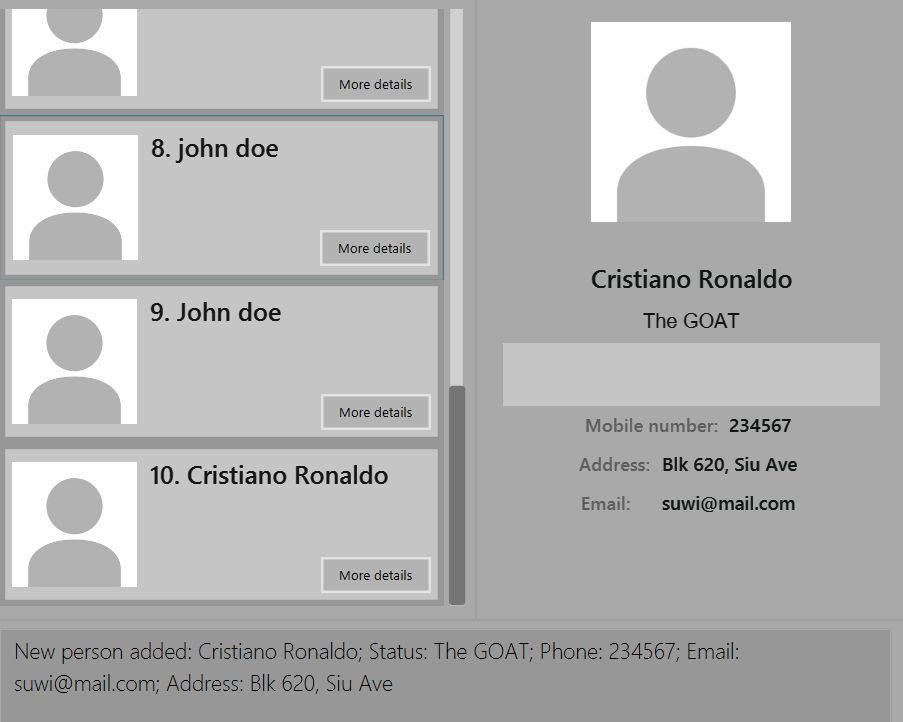 More details
8. john doe
More details
9. John doe
More details
10. Cristiano Ronaldo
More details
Cristiano Ronaldo
The GOAT
Mobile number: 234567
Address: Blk 620, Siu Ave
Email: suwi@mail.com
New person added: Cristiano Ronaldo; Status: The GOAT; Phone: 234567; Email:
suwi@mail.com; Address: Blk 620, Siu Ave